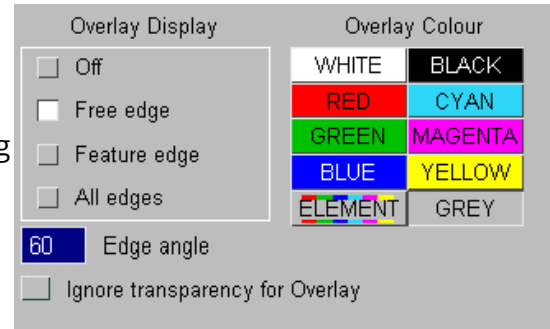 Overlay Display Overlay Colour
Off WHITE BLACK
Free edge RED CYAN
g Feature edge GREEN MAGENTA
All edges BLUE YELLOW
ELEMENT GREY
60 Edge angle
Ignore transparency for Overlay